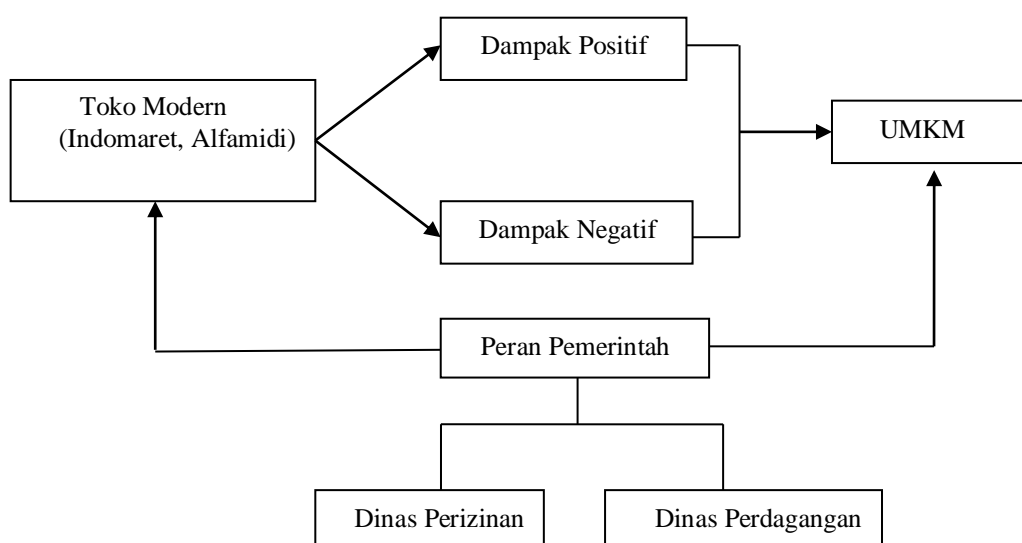 Dampak Positif
Toko Modern
(Indomaret, Alfamidi)
UMKM
Dampak Negatif
Peran Pemerintah
Dinas Perizinan
Dinas Perdagangan